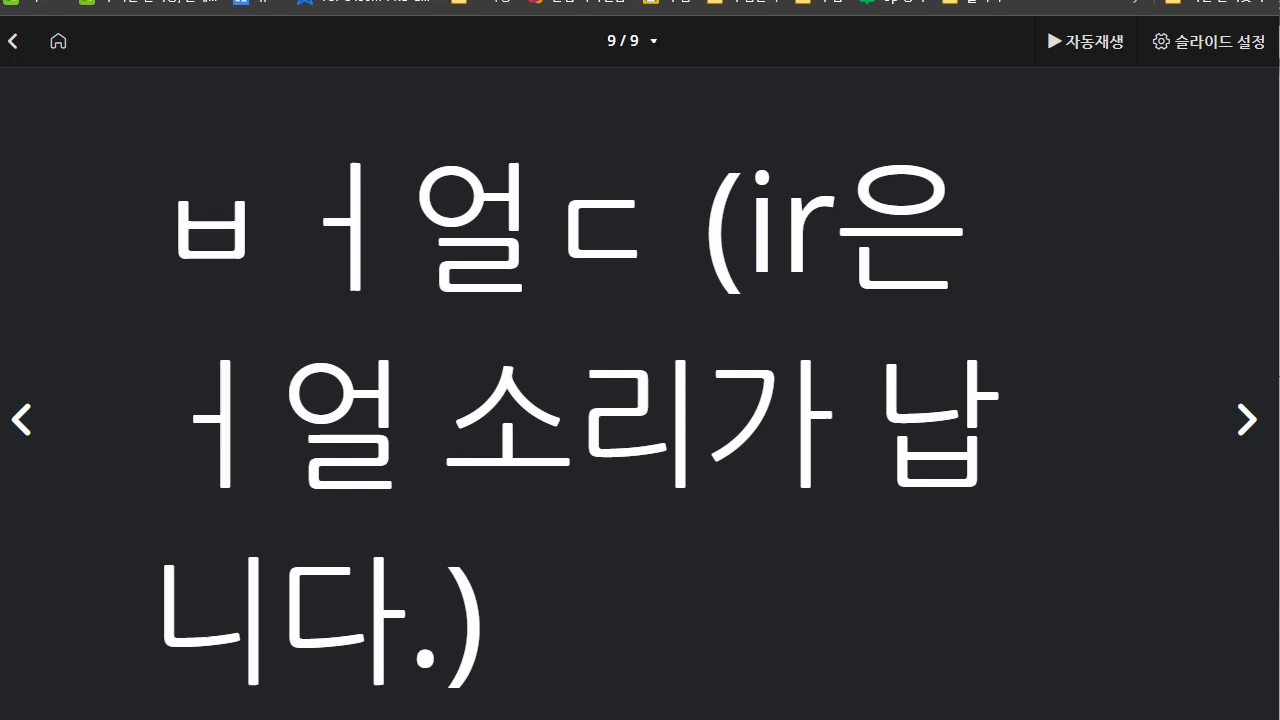 9 / 9
자동재생
슬라이드 설정
ㅂ ㅓ얼ㄷ (ir은
ㅓ얼 소리가 납
니다.)